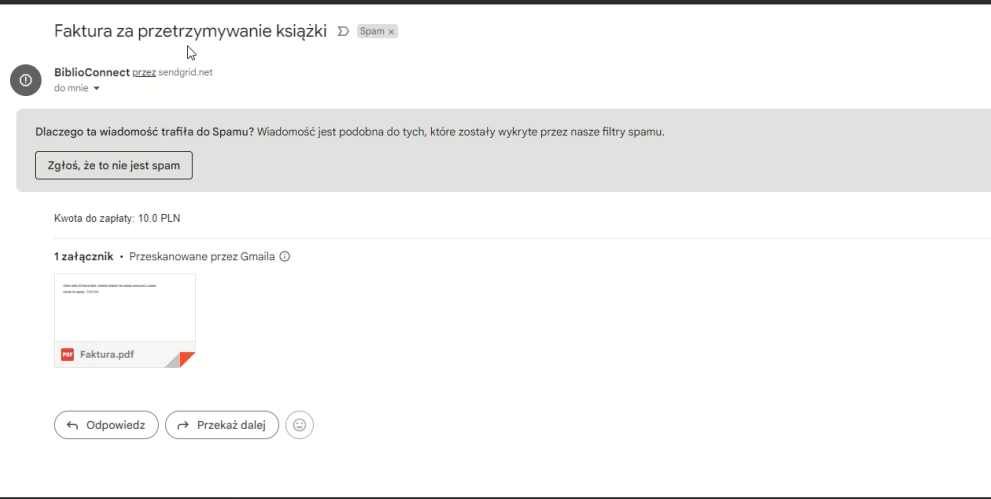 Faktura za przetrzymywanie książki Spam ×
BiblioConnect przez sendgrid.net
do mnie
Dlaczego ta wiadomość trafiła do Spamu? Wiadomość jest podobna do tych, które zostały wykryte przez nasze filtry spamu.
Zgłoś, że to nie jest spam
Kwota do zapłaty: 10.0 PLN
1 załącznik • Przeskanowane przez Gmaila
PDF Faktura.pdf
Odpowiedz Przekaż dalej